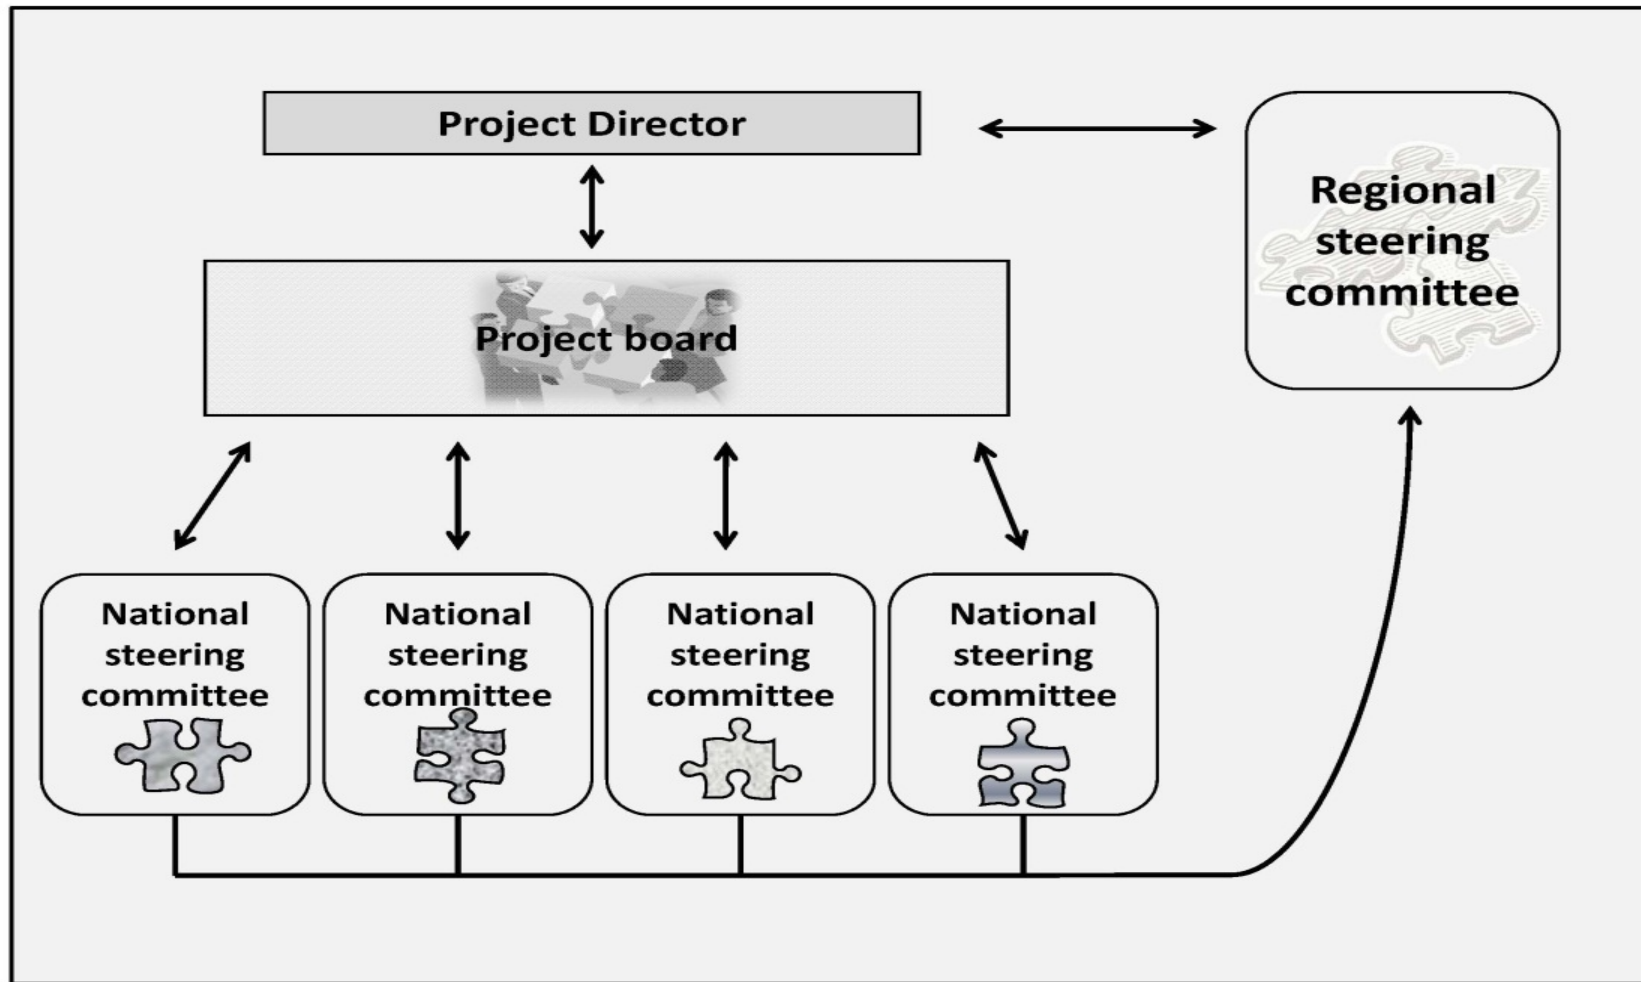 Project Director
Regional
steering
committee
Project board
National
steering
committee
National
steering
committee
National
steering
committee
National
steering
committee